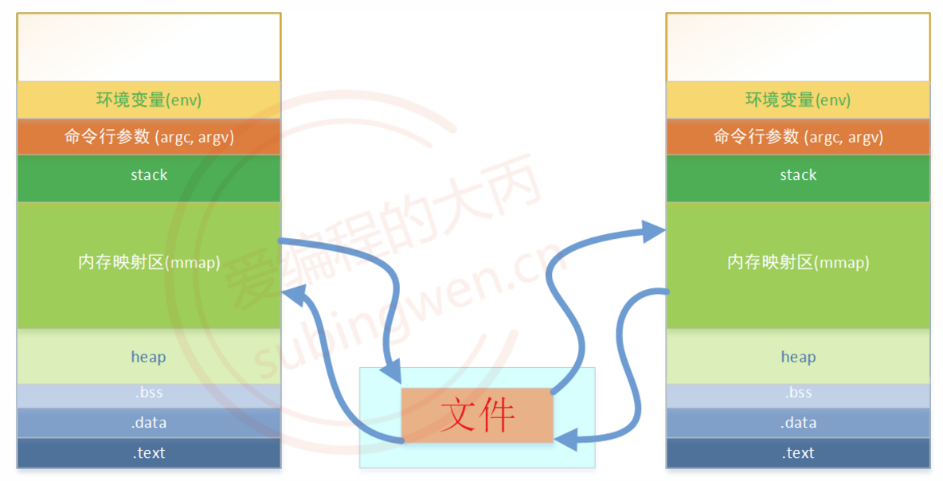 环境变量(env)
命令行参数 (argc, argv)
stack
内存映射区(mmap)
heap
.bss
.data
.text
爱编程的大丙
subingwen.cn
文件
环境变量(env)
命令行参数 (argc, argv)
stack
内存映射区(mmap)
heap
.bss
.data
.text